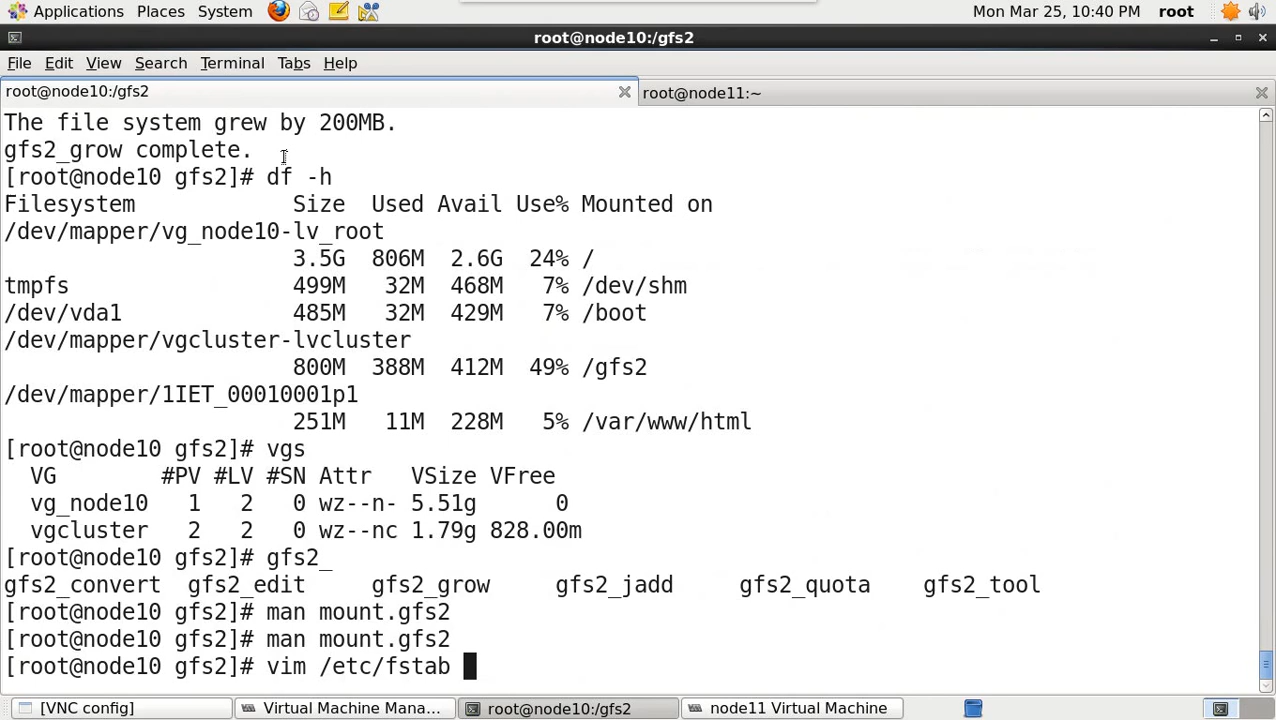 Applications Places System Mon Mar 25, 10:40 PM root
root@node10:/gfs2
File Edit View Search Terminal Tabs Help
root@node10:/gfs2 root@node11:~
The file system grew by 200MB.
gfs2_grow complete.
[root@node10 gfs2]# df -h
Filesystem Size Used Avail Use% Mounted on
/dev/mapper/vg_node10-lv_root
3.5G 806M 2.6G 24% /
tmpfs 499M 32M 468M 7% /dev/shm
/dev/vda1 485M 32M 429M 7% /boot
/dev/mapper/vgcluster-lvcluster
800M 388M 412M 49% /gfs2
/dev/mapper/1IET_00010001p1
251M 11M 228M 5% /var/www/html
[root@node10 gfs2]# vgs
VG #PV #LV #SN Attr VSize VFree
vg_node10 1 2 0 wz--n- 5.51g 0
vgcluster 2 2 0 wz--nc 1.79g 828.00m
[root@node10 gfs2]# gfs2_
gfs2_convert gfs2_edit gfs2_grow gfs2_jadd gfs2_quota gfs2_tool
[root@node10 gfs2]# man mount.gfs2
[root@node10 gfs2]# man mount.gfs2
[root@node10 gfs2]# vim /etc/fstab
[VNC config] Virtual Machine Mana... root@node10:/gfs2 node11 Virtual Machine